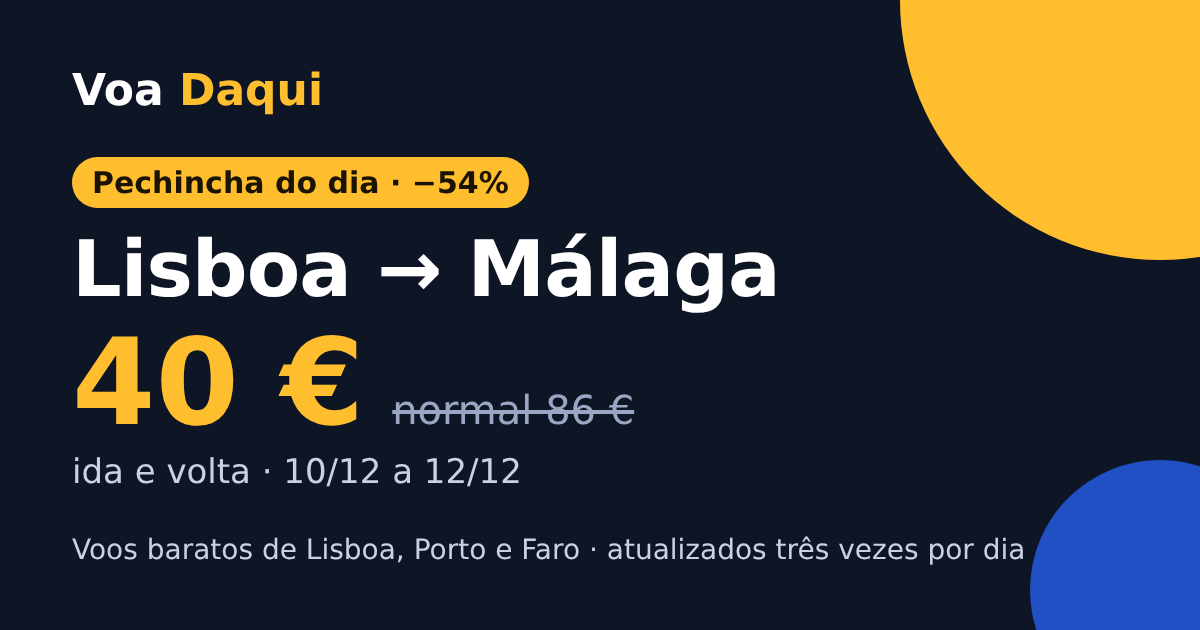 Voa Daqui
Pechincha do dia · −54%
Lisboa → Málaga
40 € normal 86 €
ida e volta · 10/12 a 12/12
Voos baratos de Lisboa, Porto e Faro · atualizados três vezes por dia